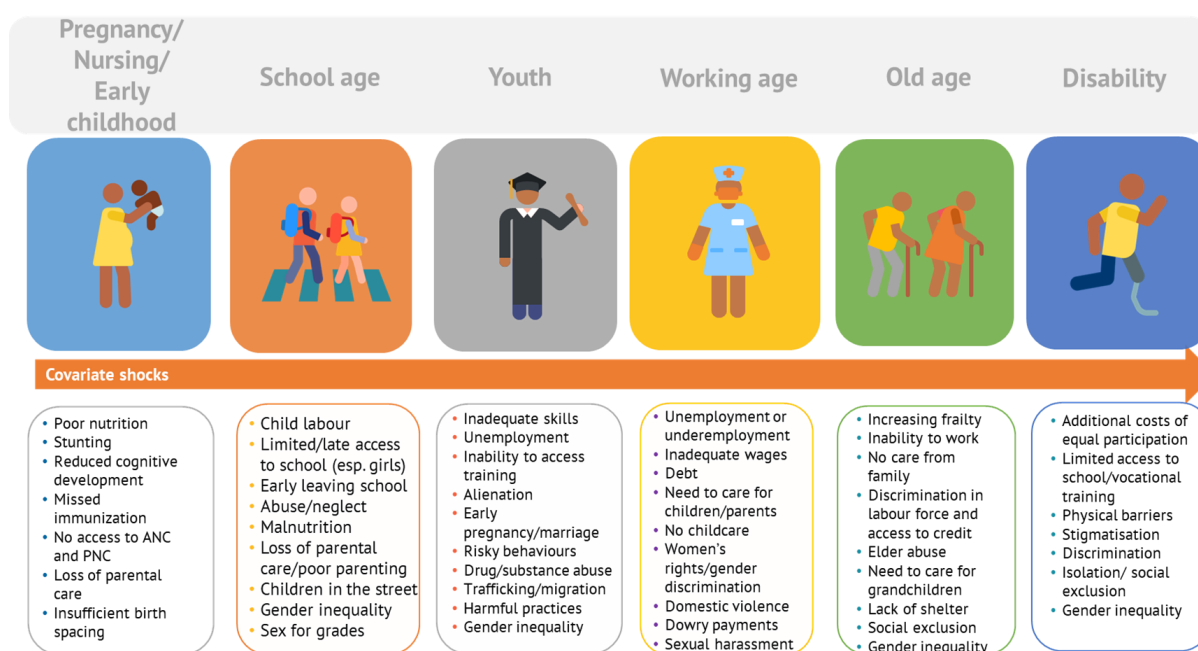 Pregnancy/
Nursing/
Early
childhood
School age
Youth
Working age
Old age
Disability
Covariate shocks
• Poor nutrition
• Stunting
• Reduced cognitive
development
• Missed
immunization
• No access to ANC
and PNC
• Loss of parental
care
• Insufficient birth
spacing
• Child labour
• Limited/late access
to school (esp. girls)
• Early leaving school
• Abuse/neglect
• Malnutrition
• Loss of parental
care/poor parenting
• Children in the street
• Gender inequality
• Sex for grades
• Inadequate skills
• Unemployment
• Inability to access
training
• Alienation
• Early
pregnancy/marriage
• Risky behaviours
• Drug/substance abuse
• Trafficking/migration
• Harmful practices
• Gender inequality
• Unemployment or
underemployment
• Inadequate wages
• Debt
• Need to care for
children/parents
• No childcare
• Women's
rights/gender
discrimination
• Domestic violence
• Dowry payments
• Sexual harassment
• Increasing frailty
• Inability to work
• No care from
family
• Discrimination in
labour force and
access to credit
• Elder abuse
• Need to care for
grandchildren
• Lack of shelter
• Social exclusion
• Gender inequality
• Additional costs of
equal participation
• Limited access to
school/vocational
training
• Physical barriers
• Stigmatisation
• Discrimination
• Isolation/ social
exclusion
• Gender inequality